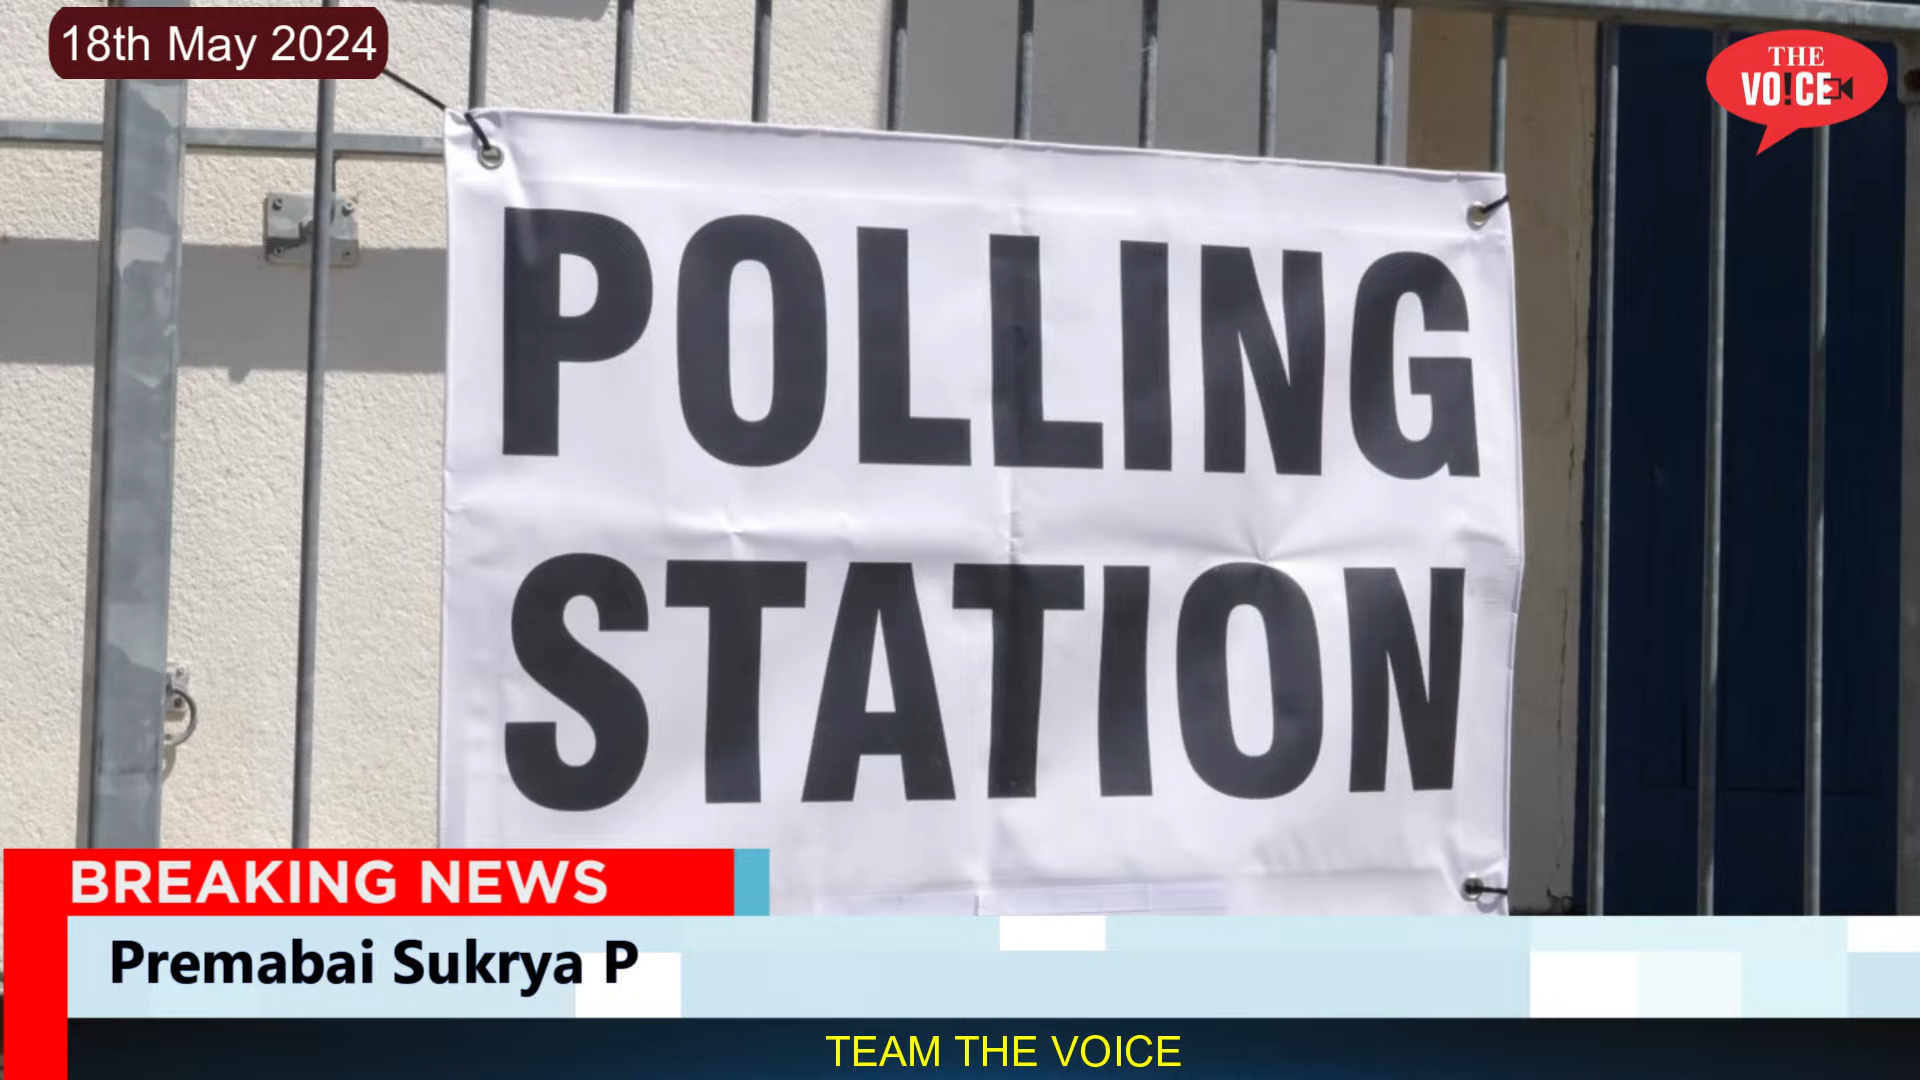 18th May 2024
THE
VO!CE
POLLING
STATION
BREAKING NEWS
Premabai Sukrya P
TEAM THE VOICE